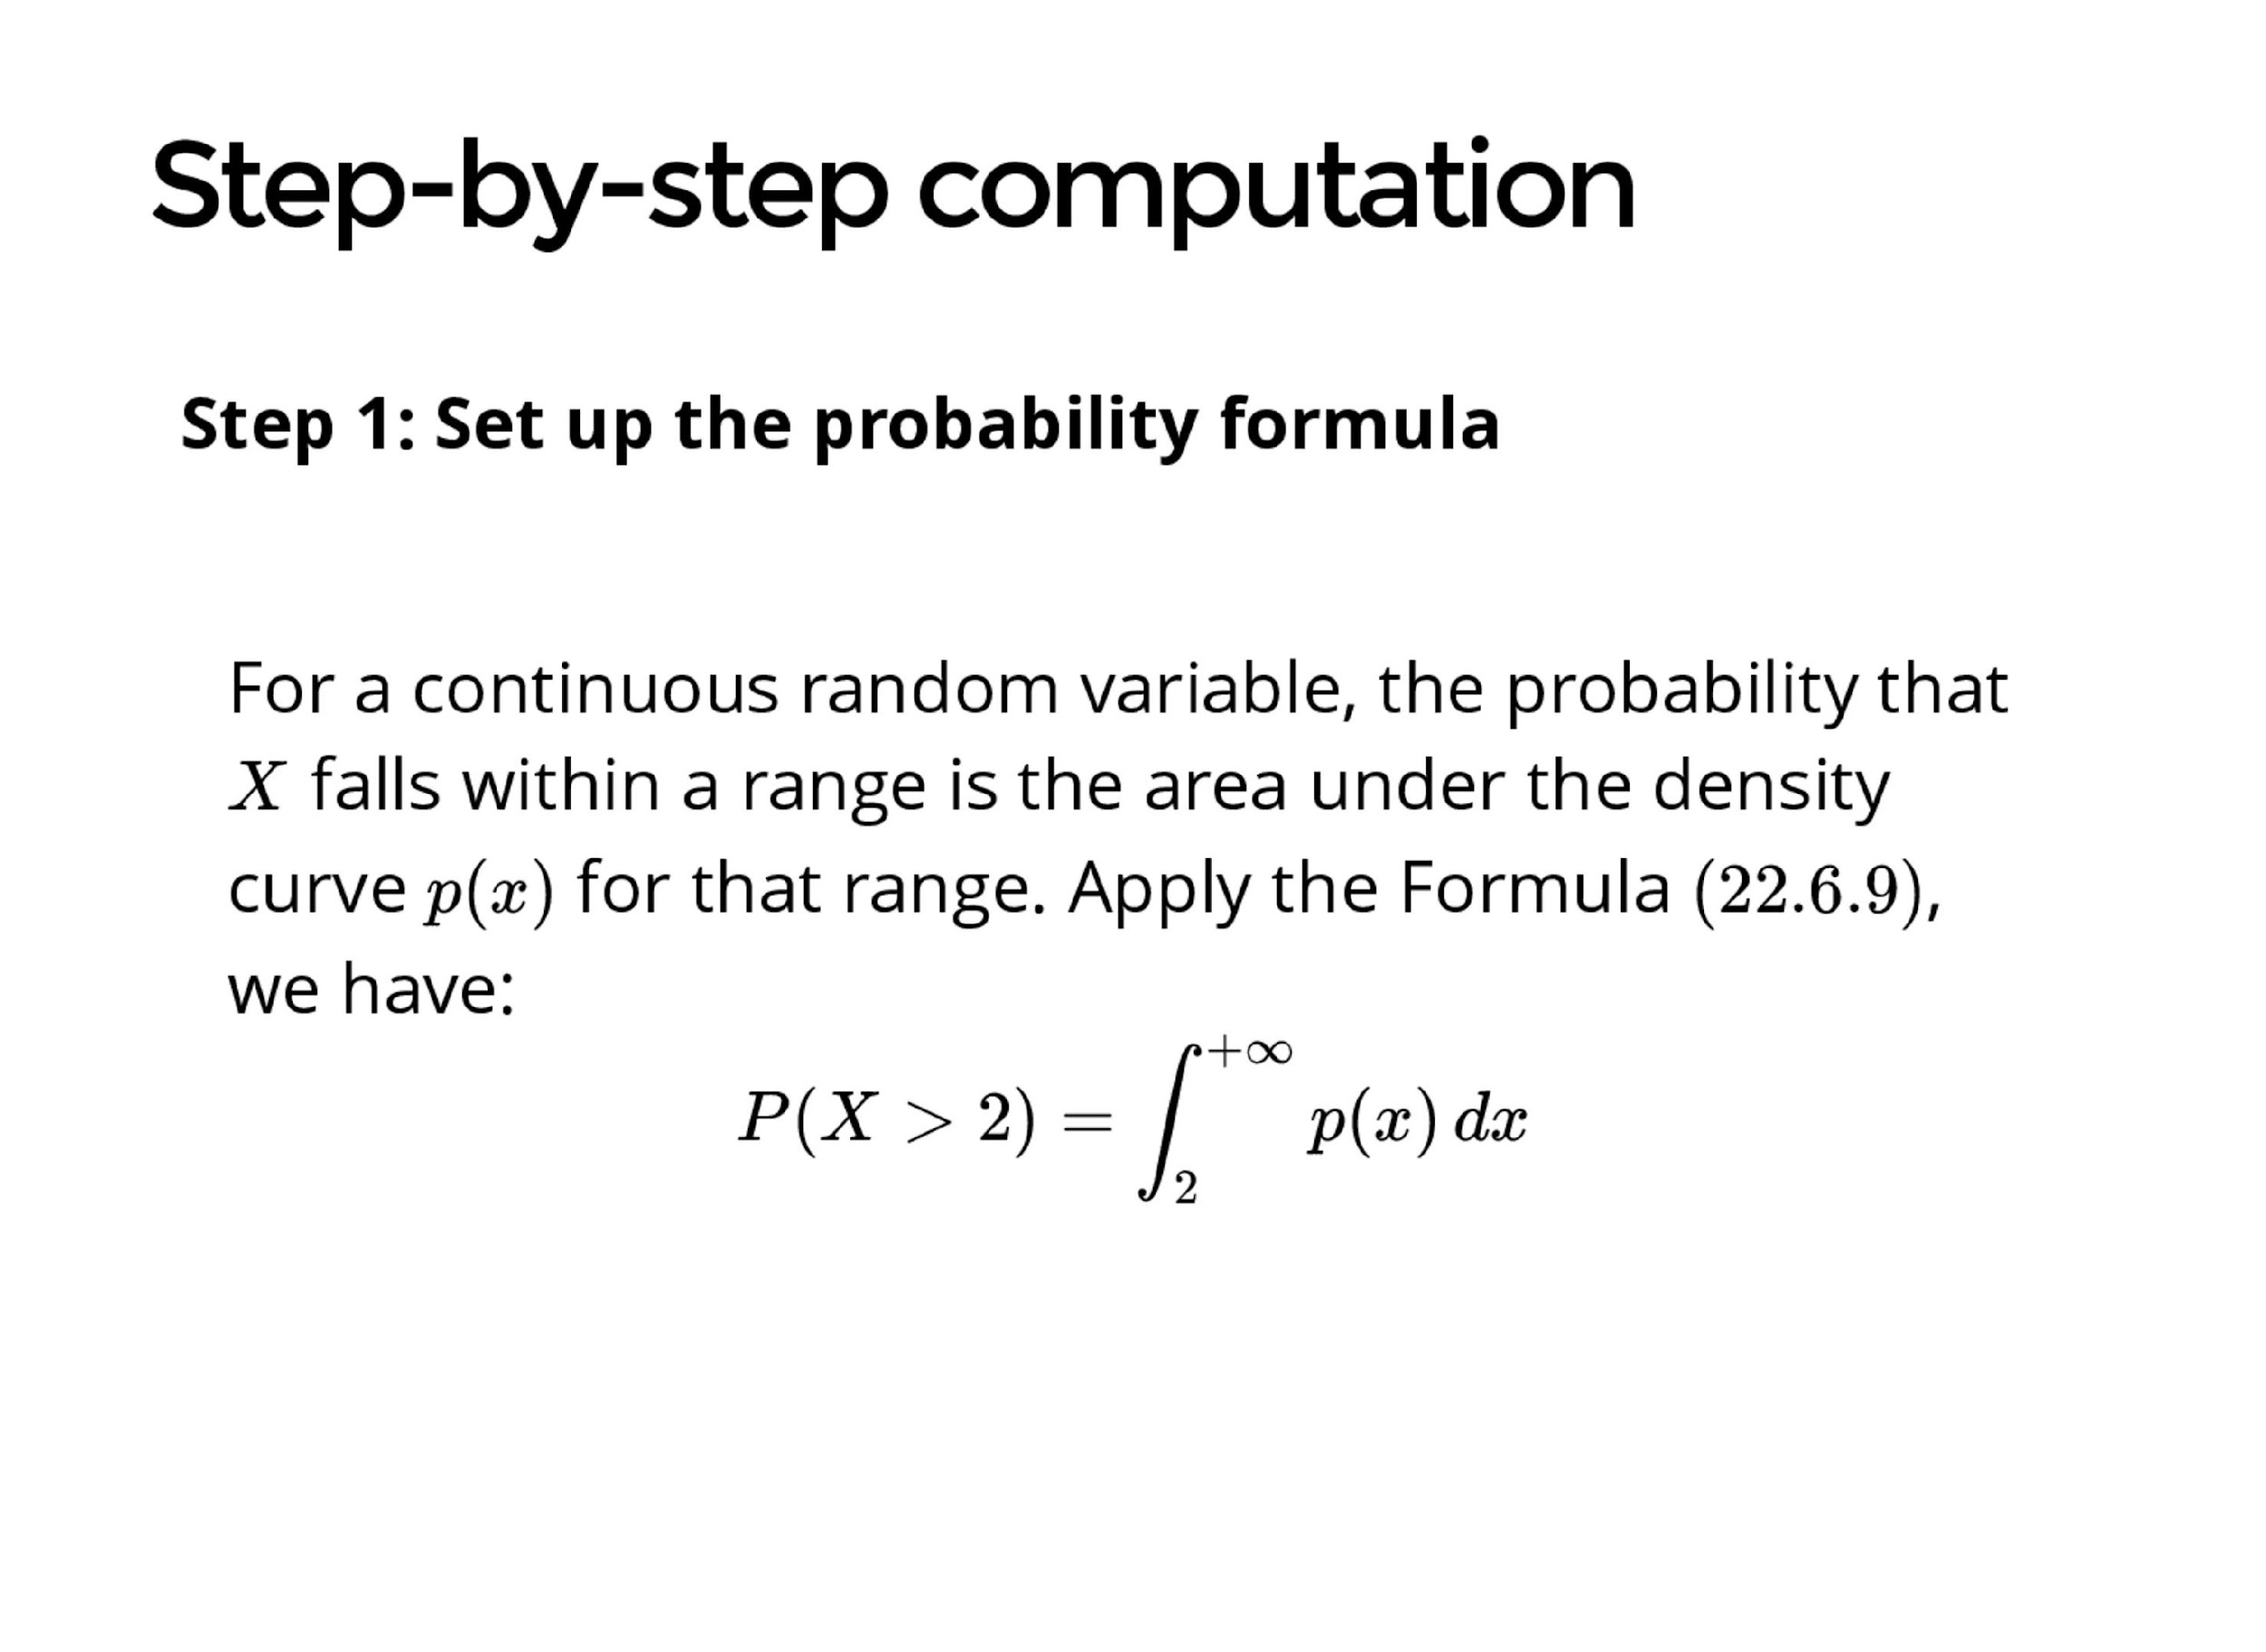 Step-by-step computation
Step 1: Set up the probability formula
For a continuous random variable, the probability that
X falls within a range is the area under the density
curve p(x) for that range. Apply the Formula (22.6.9),
we have:
P(X > 2) = ∫₂^{+∞} p(x) dx